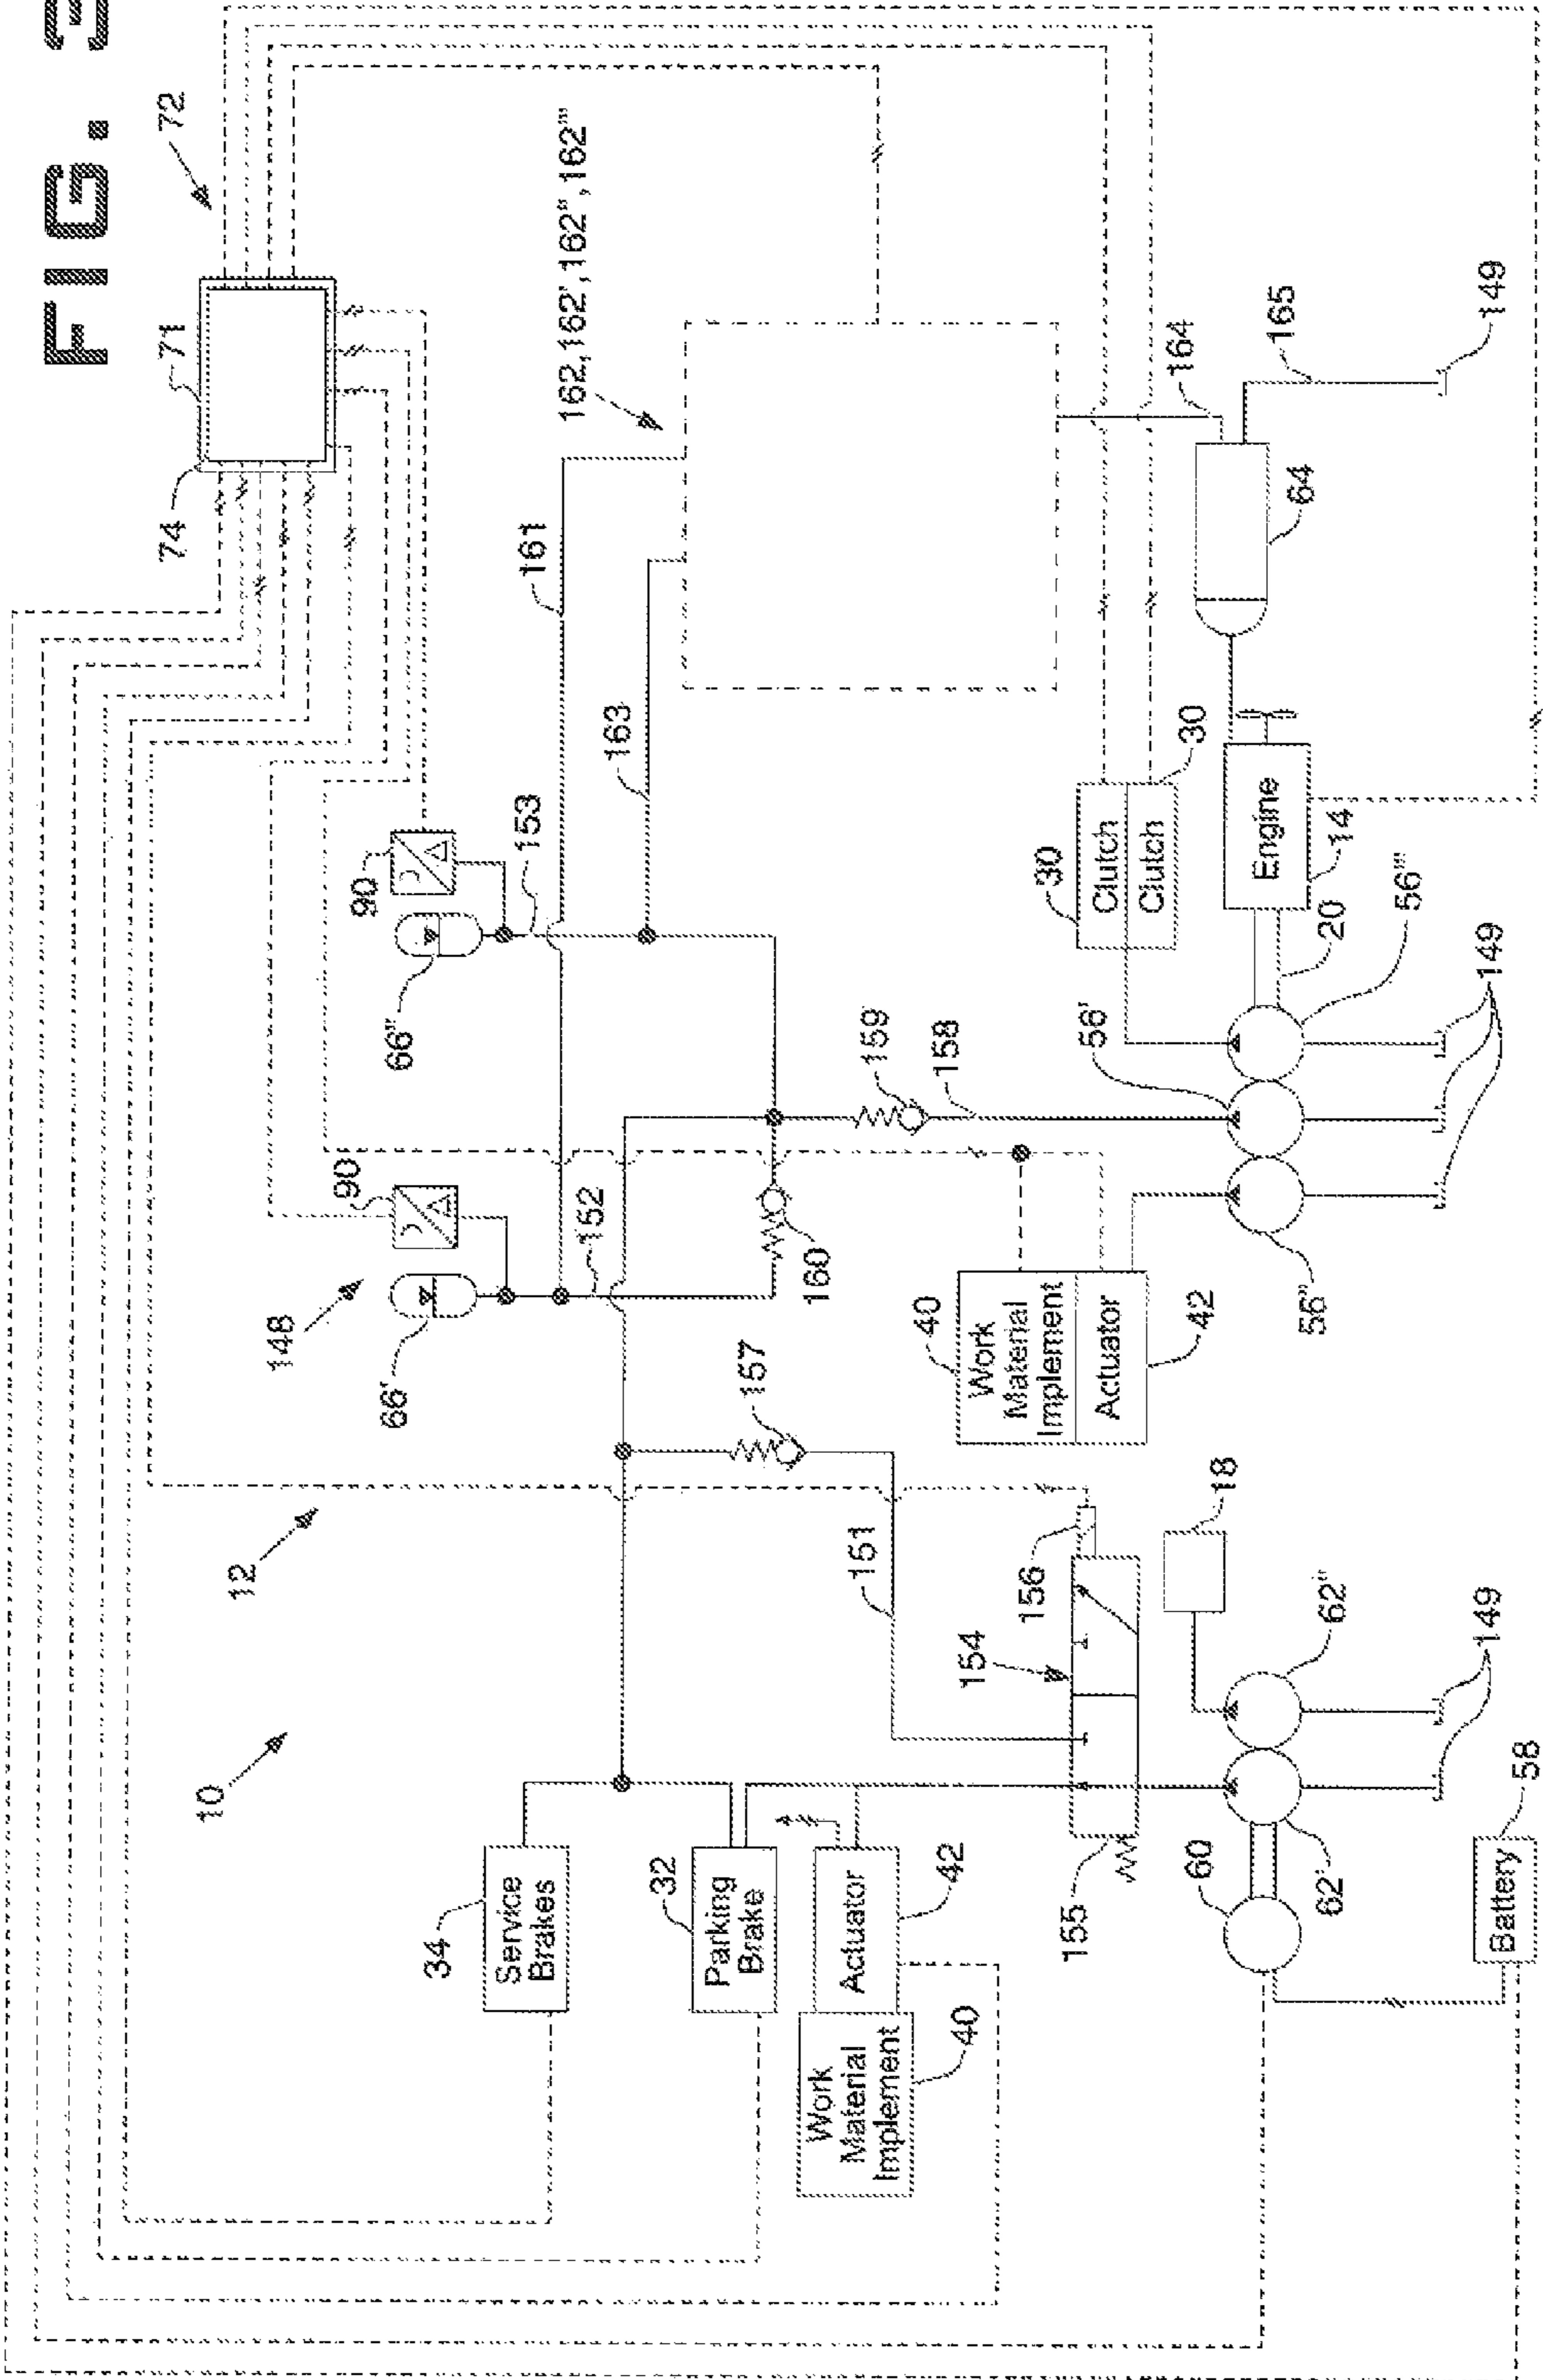 FIG. 3
72
71
74
162,162',162",162'''
161
163
153
90
66"
164
165
149
64
30
Clutch
Clutch
30
Engine
14
20
56'''
149
56'
56"
159
158
160
152
90
66'
148
40
Work
Material
Implement
Actuator
42
157
151
12
10
18
156
154
155
62"
149
62'
60
58
Battery
34
Service
Brakes
32
Parking
Brake
Actuator
42
Work
Material
Implement
40